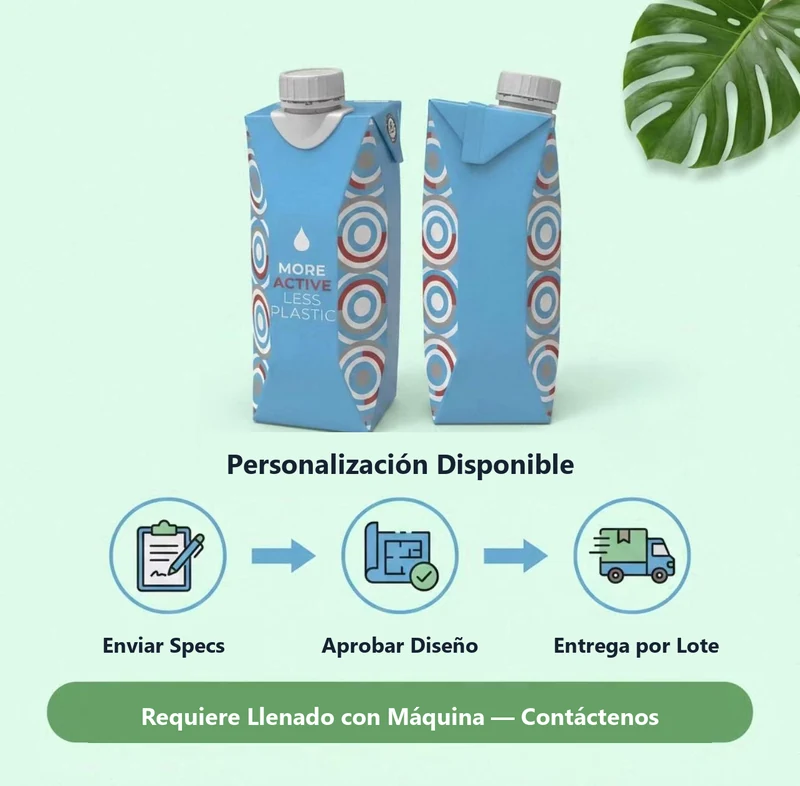 MORE
ACTIVE
LESS
PLASTIC
Personalización Disponible
Enviar Specs
Aprobar Diseño
Entrega por Lote
Requiere Llenado con Máquina — Contáctenos